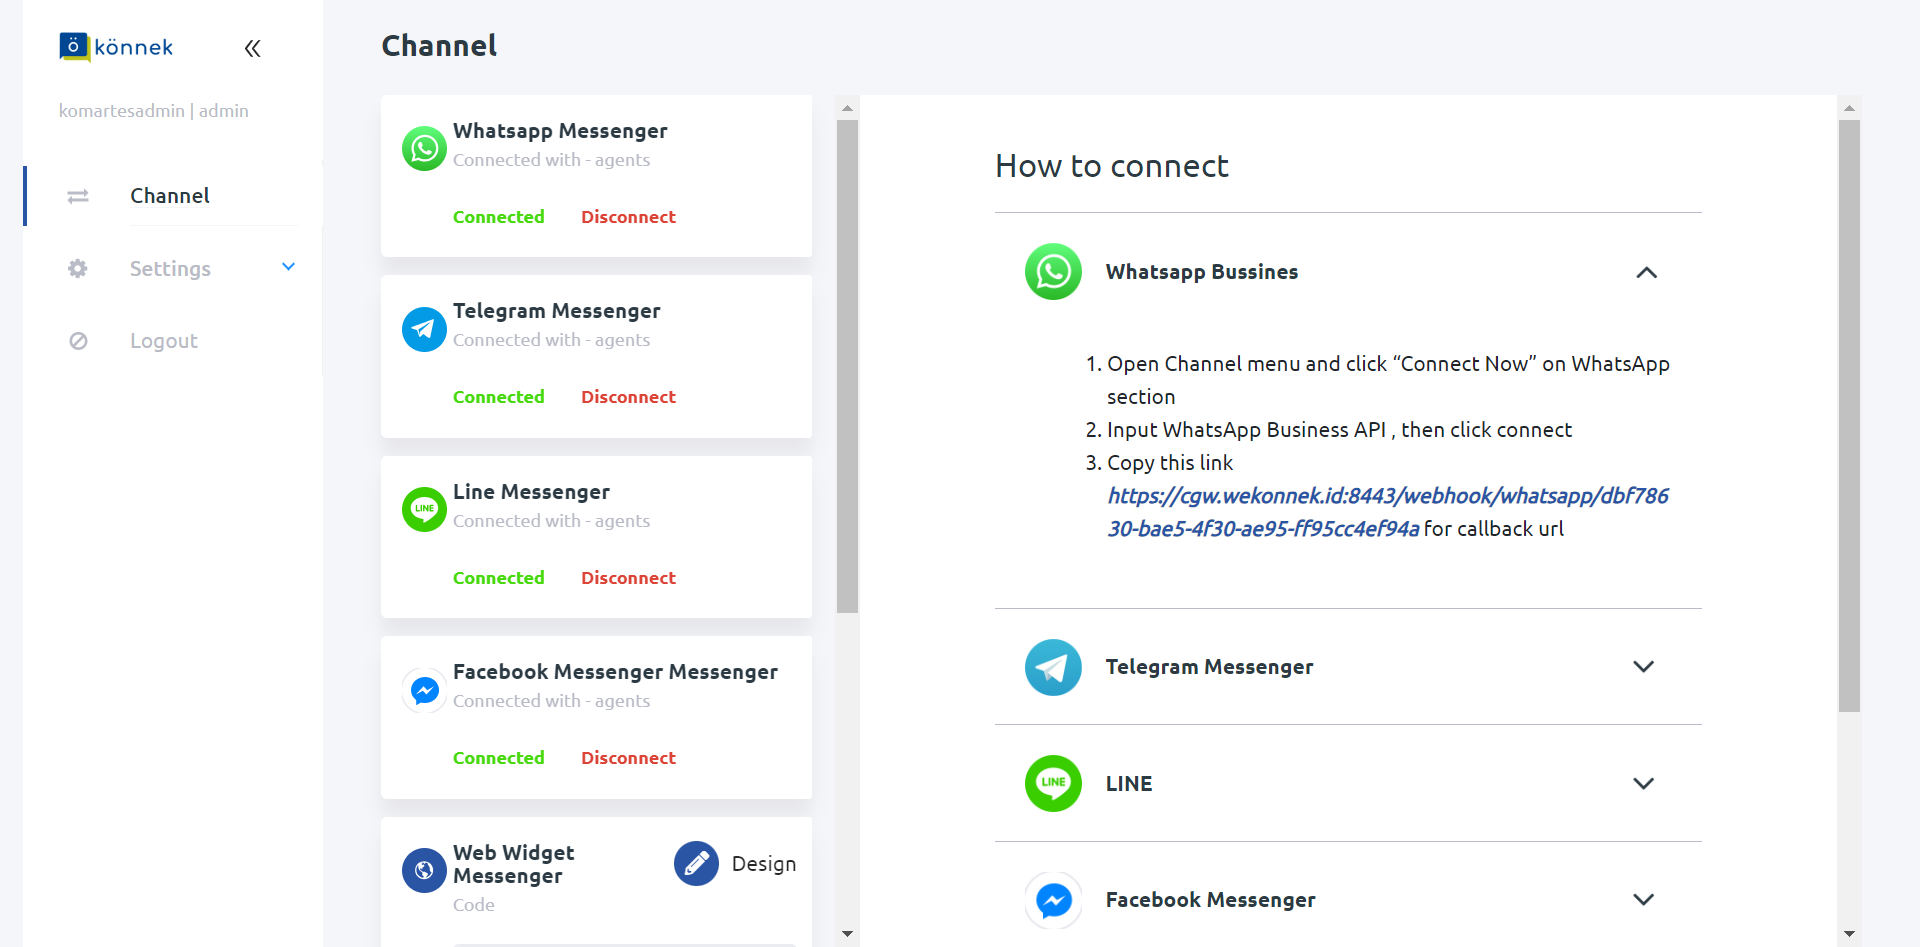 könnek
komartesadmin | admin
Channel
Settings
Logout
Channel
Whatsapp Messenger
Connected with - agents
Connected Disconnect
Telegram Messenger
Connected with - agents
Connected Disconnect
LINE
Line Messenger
Connected with - agents
Connected Disconnect
Facebook Messenger Messenger
Connected with - agents
Connected Disconnect
Web Widget
Messenger
Code
Design
How to connect
Whatsapp Bussines
1. Open Channel menu and click “Connect Now” on WhatsApp
section
2. Input WhatsApp Business API , then click connect
3. Copy this link
https://cgw.wekonnek.id:8443/webhook/whatsapp/dbf786
30-bae5-4f30-ae95-ff95cc4ef94a for callback url
Telegram Messenger
LINE
LINE
Facebook Messenger